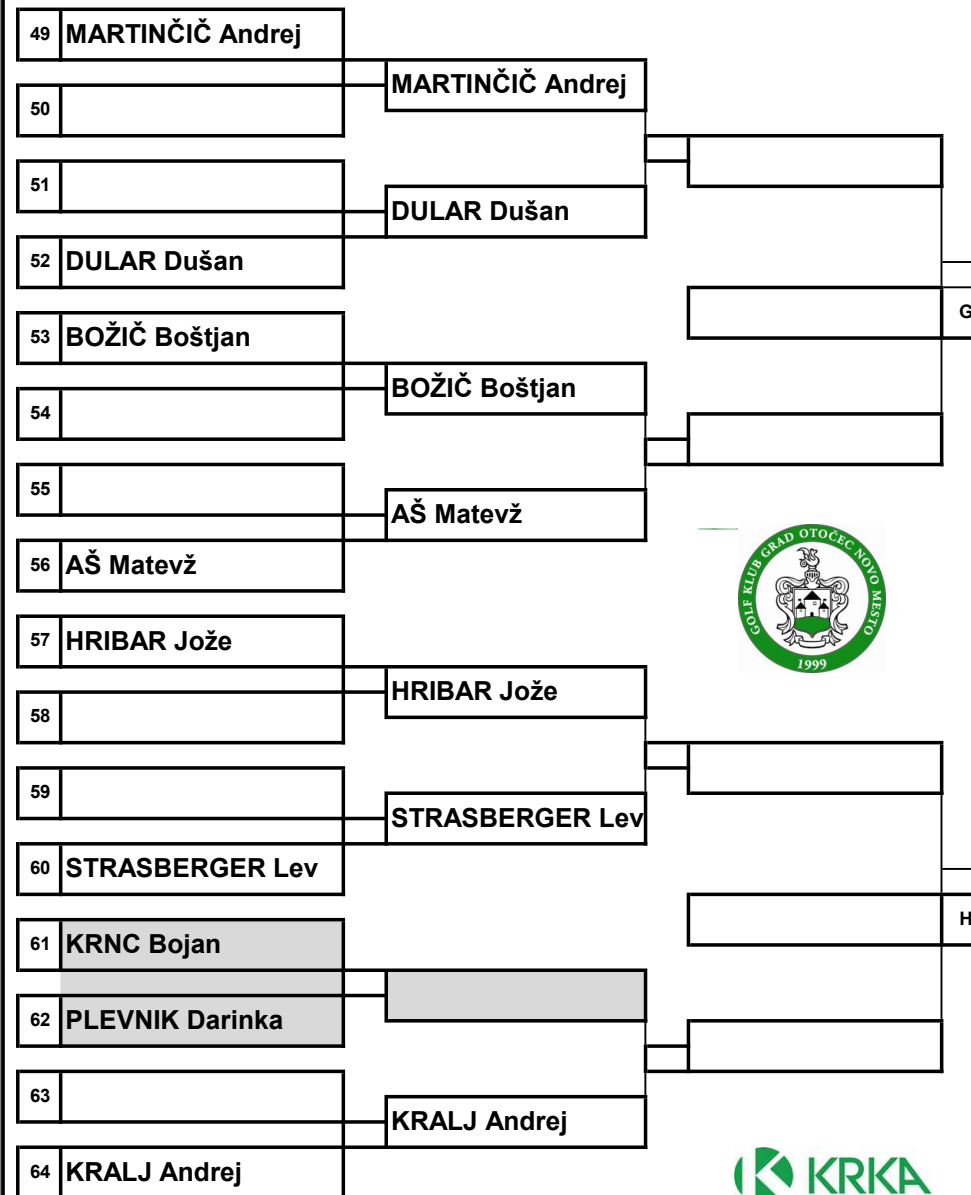 49 MARTINČIČ Andrej
MARTINČIČ Andrej
50
51
DULAR Dušan
52 DULAR Dušan
G
53 BOŽIČ Boštjan
BOŽIČ Boštjan
54
55
AŠ Matevž
56 AŠ Matevž
GOLF KLUB GRAD OTOČEC NOVO MESTO
1999
57 HRIBAR Jože
HRIBAR Jože
58
59
STRASBERGER Lev
60 STRASBERGER Lev
H
61 KRNC Bojan
62 PLEVNIK Darinka
63
KRALJ Andrej
64 KRALJ Andrej
KRKA